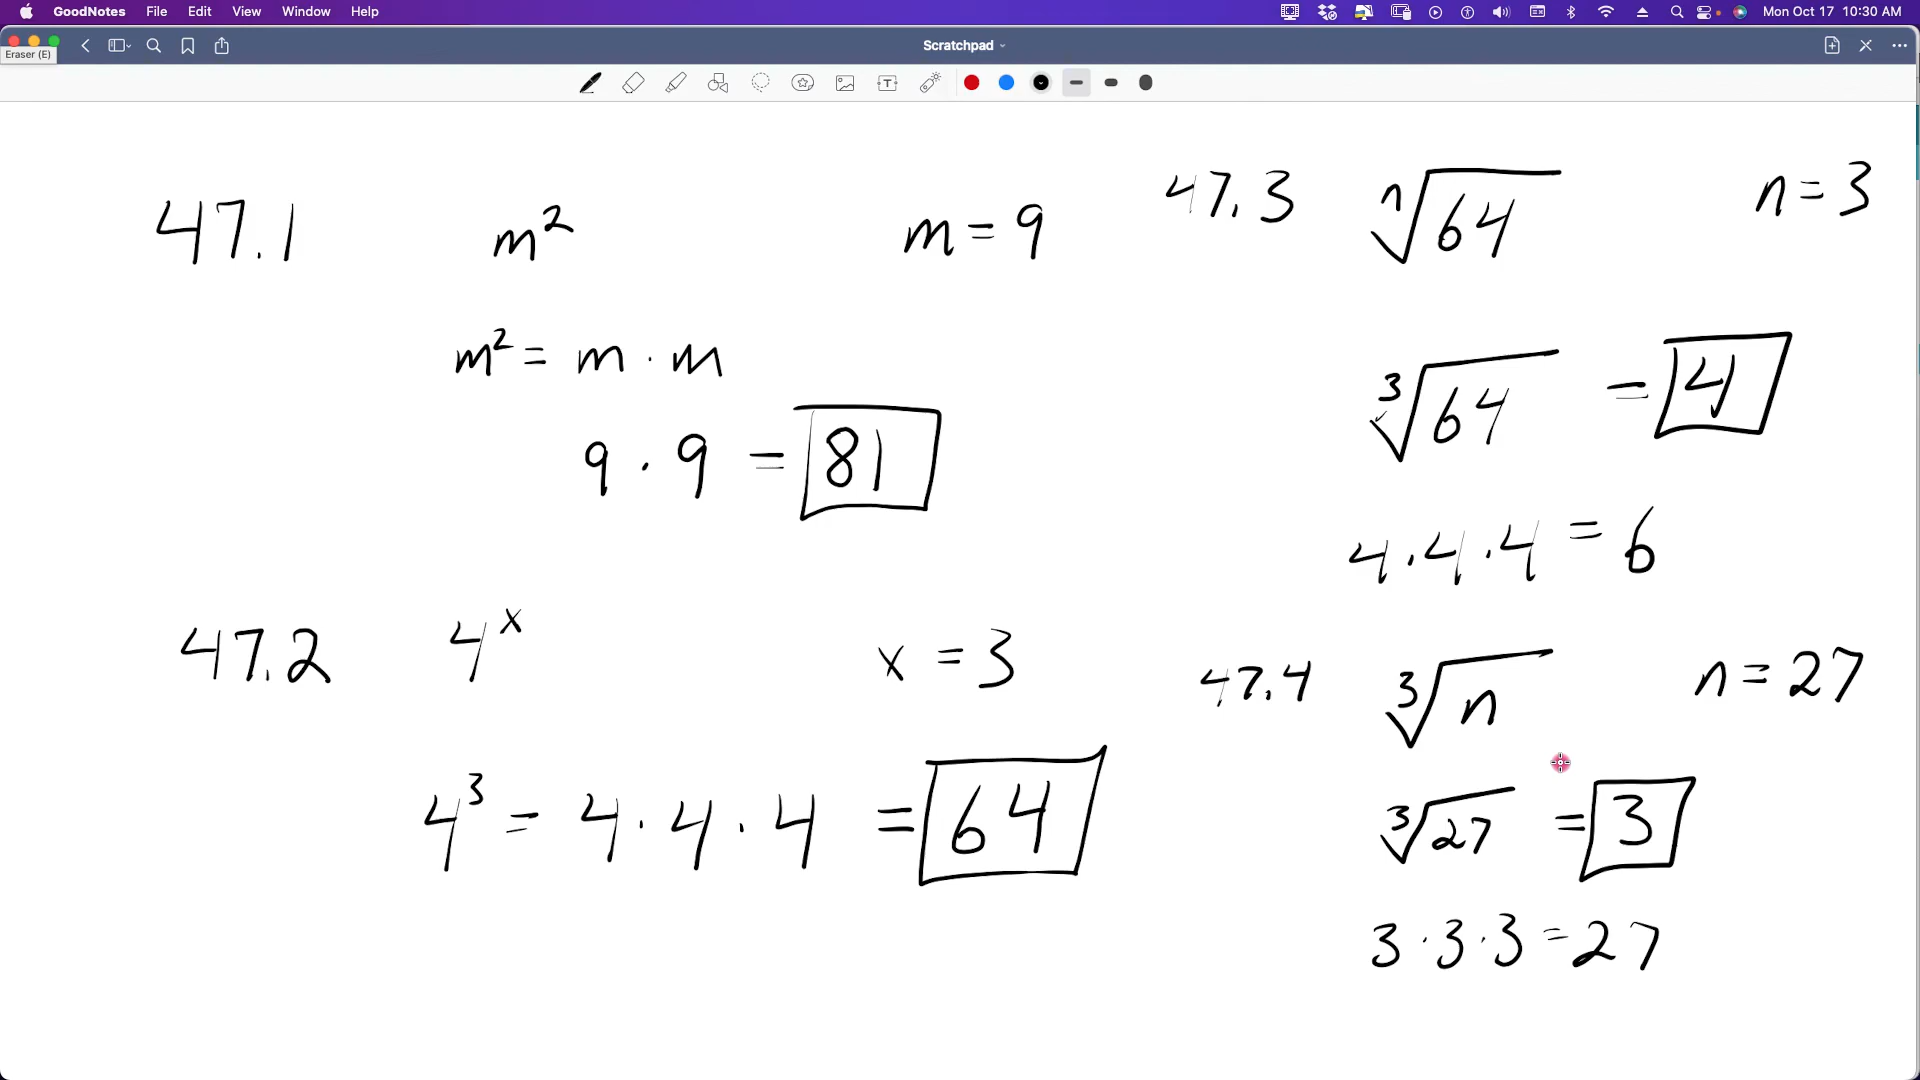 GoodNotes File Edit View Window Help Mon Oct 17 10:30 AM
Eraser (E) Scratchpad
47.1 m² m = 9
m² = m · m
9 · 9 = 81
47.2 4ˣ x = 3
4³ = 4 · 4 · 4 = 64
47.3 ⁿ√64 n = 3
³√64 = 4
4 · 4 · 4 = 6
47.4 ³√n n = 27
³√27 = 3
3 · 3 · 3 = 27